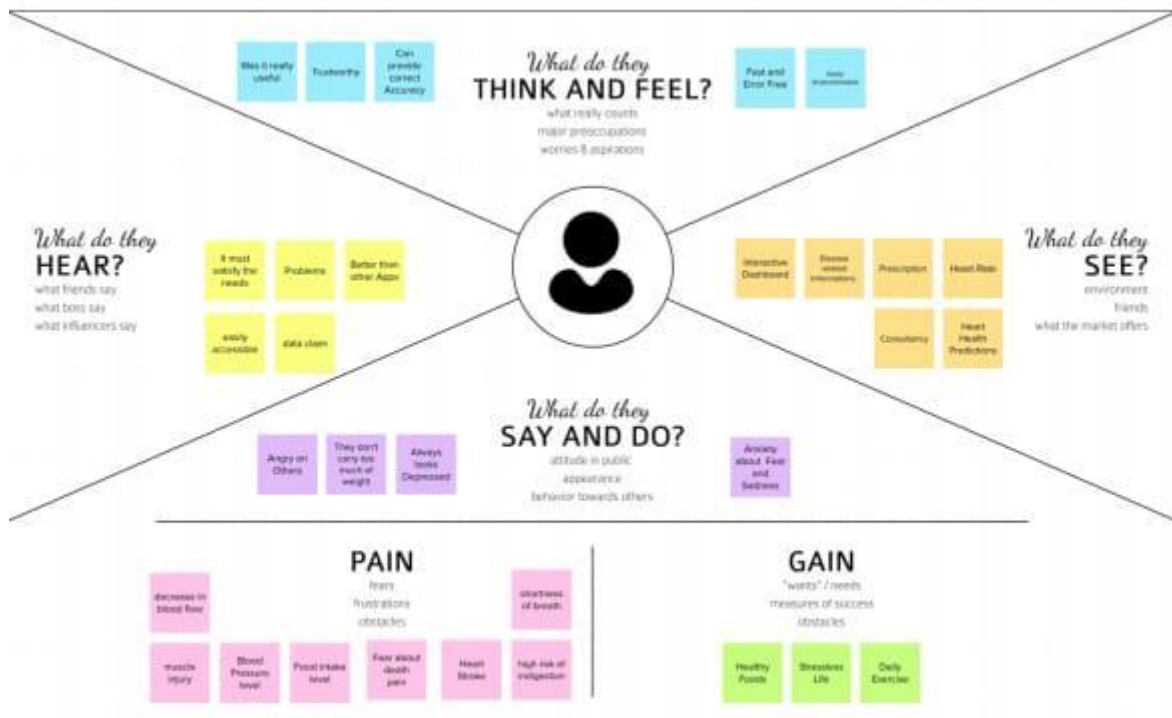 What do they
THINK AND FEEL?
what really counts
major preoccupations
worries & aspirations
Was it really
useful
Trustworthy
Can
provide
correct
Accuracy
Fast and
Error Free
What do they
HEAR?
what friends say
what boss say
what influencers say
It must
satisfy the
needs
Problems
Better then
other Apps
easily
accessible
data claim
What do they
SEE?
environment
friends
what the market offers
Interactive
Dashboard
Disease
related
informations
Prescription
Heart Rate
Consultancy
Heart
Health
Predictions
What do they
SAY AND DO?
attitude in public
appearance
behavior towards others
Angry on
Others
They don't
carry too
much of
weight
Always
looks
Depressed
Anxiety
about Fear
and
Sadness
PAIN
fears
frustrations
obstacles
decrease in
blood flow
shortness
of breath
muscle
injury
Blood
Pressure
level
Food intake
level
Fear about
death
pain
Heart
Stroke
high risk of
indigestion
GAIN
"wants" / needs
measures of success
obstacles
Healthy
Foods
Stressless
Life
Daily
Exercise